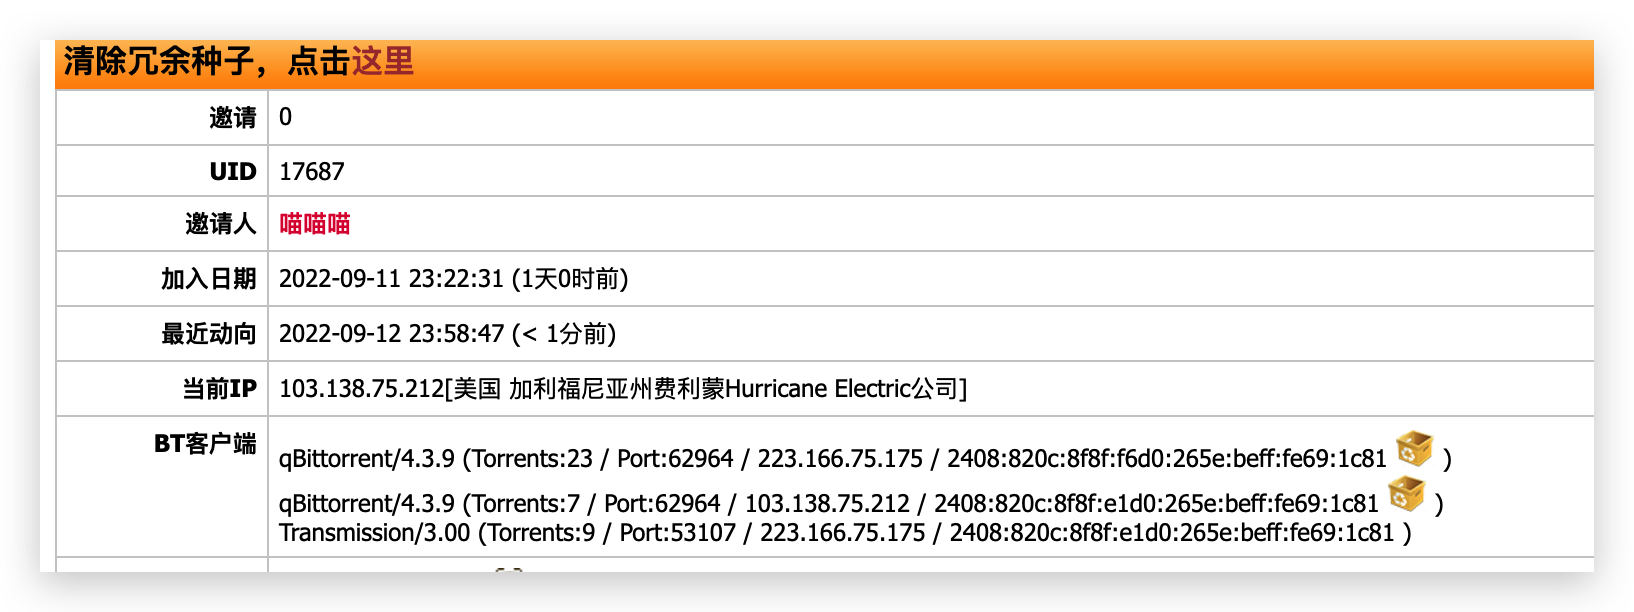 清除冗余种子，点击这里
邀请 0
UID 17687
邀请人 喵喵喵
加入日期 2022-09-11 23:22:31 (1天0时前)
最近动向 2022-09-12 23:58:47 (< 1分前)
当前IP 103.138.75.212[美国 加利福尼亚州费利蒙Hurricane Electric公司]
BT客户端 qBittorrent/4.3.9 (Torrents:23 / Port:62964 / 223.166.75.175 / 2408:820c:8f8f:f6d0:265e:beff:fe69:1c81 )
qBittorrent/4.3.9 (Torrents:7 / Port:62964 / 103.138.75.212 / 2408:820c:8f8f:e1d0:265e:beff:fe69:1c81 )
Transmission/3.00 (Torrents:9 / Port:53107 / 223.166.75.175 / 2408:820c:8f8f:e1d0:265e:beff:fe69:1c81 )